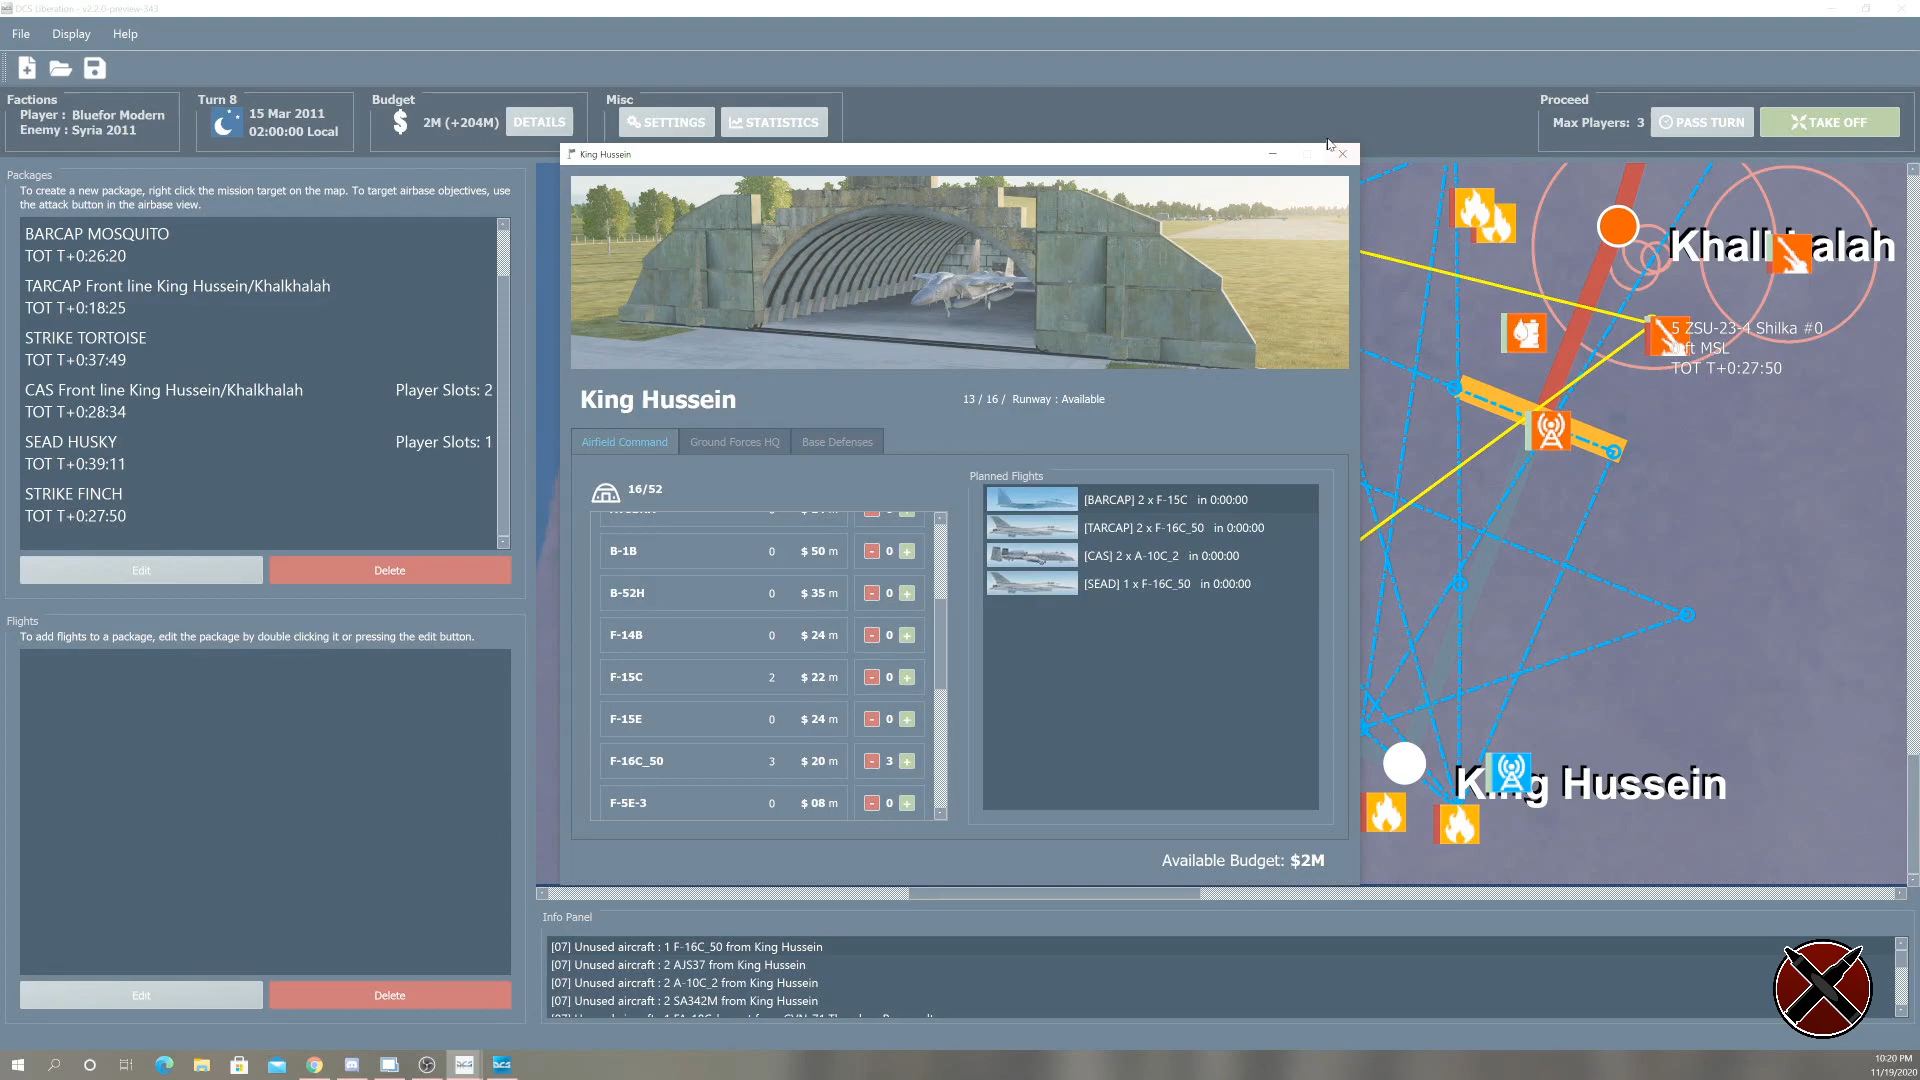 DCS Liberation - v2.2.0-preview-343
File Display Help
Factions
Player : Bluefor Modern
Enemy : Syria 2011
Turn 8
15 Mar 2011
02:00:00 Local
Budget
$ 2M (+204M) DETAILS
Misc
SETTINGS STATISTICS
Proceed
Max Players: 3 PASS TURN TAKE OFF
Packages
To create a new package, right click the mission target on the map. To target airbase objectives, use
the attack button in the airbase view.
BARCAP MOSQUITO
TOT T+0:26:20
TARCAP Front line King Hussein/Khalkhalah
TOT T+0:18:25
STRIKE TORTOISE
TOT T+0:37:49
CAS Front line King Hussein/Khalkhalah Player Slots: 2
TOT T+0:28:34
SEAD HUSKY Player Slots: 1
TOT T+0:39:11
STRIKE FINCH
TOT T+0:27:50
Edit Delete
Flights
To add flights to a package, edit the package by double clicking it or pressing the edit button.
Edit Delete
King Hussein
King Hussein
13 / 16 / Runway : Available
Airfield Command Ground Forces HQ Base Defenses
16/52
B-1B 0 $ 50 m - 0 +
B-52H 0 $ 35 m - 0 +
F-14B 0 $ 24 m - 0 +
F-15C 2 $ 22 m - 0 +
F-15E 0 $ 24 m - 0 +
F-16C_50 3 $ 20 m - 3 +
F-5E-3 0 $ 08 m - 0 +
Planned Flights
[BARCAP] 2 x F-15C in 0:00:00
[TARCAP] 2 x F-16C_50 in 0:00:00
[CAS] 2 x A-10C_2 in 0:00:00
[SEAD] 1 x F-16C_50 in 0:00:00
Available Budget: $2M
Khalkhalah
5 ZSU-23-4 Shilka #0
ft MSL
TOT T+0:27:50
King Hussein
Info Panel
[07] Unused aircraft : 1 F-16C_50 from King Hussein
[07] Unused aircraft : 2 AJS37 from King Hussein
[07] Unused aircraft : 2 A-10C_2 from King Hussein
[07] Unused aircraft : 2 SA342M from King Hussein
10:20 PM
11/19/2020